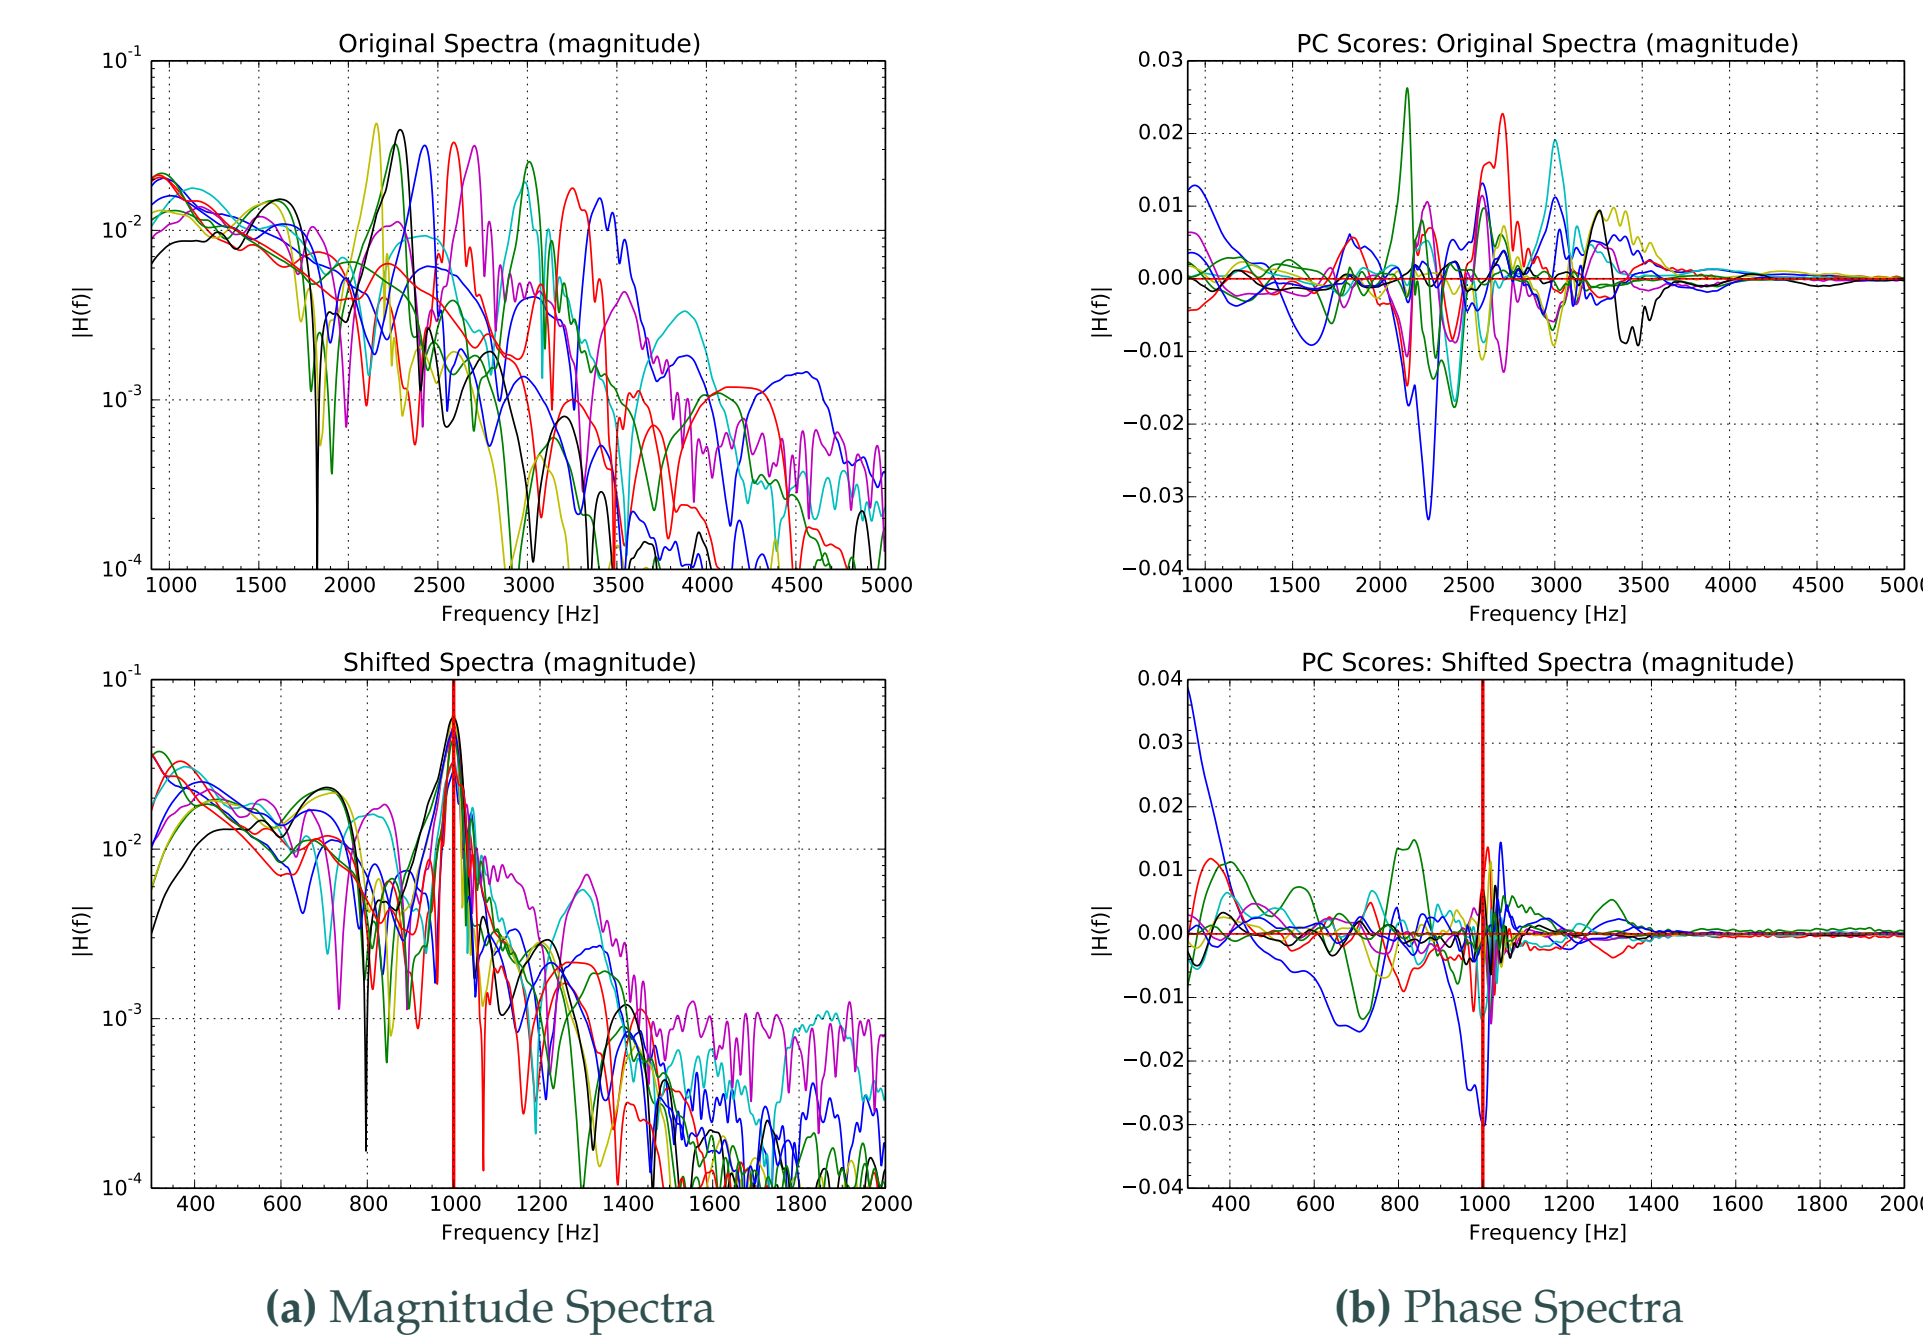 Original Spectra (magnitude)
10^-1
10^-2
10^-3
10^-4
|H(f)|
1000 1500 2000 2500 3000 3500 4000 4500 5000
Frequency [Hz]
PC Scores: Original Spectra (magnitude)
0.03
0.02
0.01
0.00
−0.01
−0.02
−0.03
−0.04
|H(f)|
1000 1500 2000 2500 3000 3500 4000 4500 500
Frequency [Hz]
Shifted Spectra (magnitude)
10^-1
10^-2
10^-3
10^-4
|H(f)|
400 600 800 1000 1200 1400 1600 1800 2000
Frequency [Hz]
PC Scores: Shifted Spectra (magnitude)
0.04
0.03
0.02
0.01
0.00
−0.01
−0.02
−0.03
−0.04
|H(f)|
400 600 800 1000 1200 1400 1600 1800 200
Frequency [Hz]
(a) Magnitude Spectra
(b) Phase Spectra